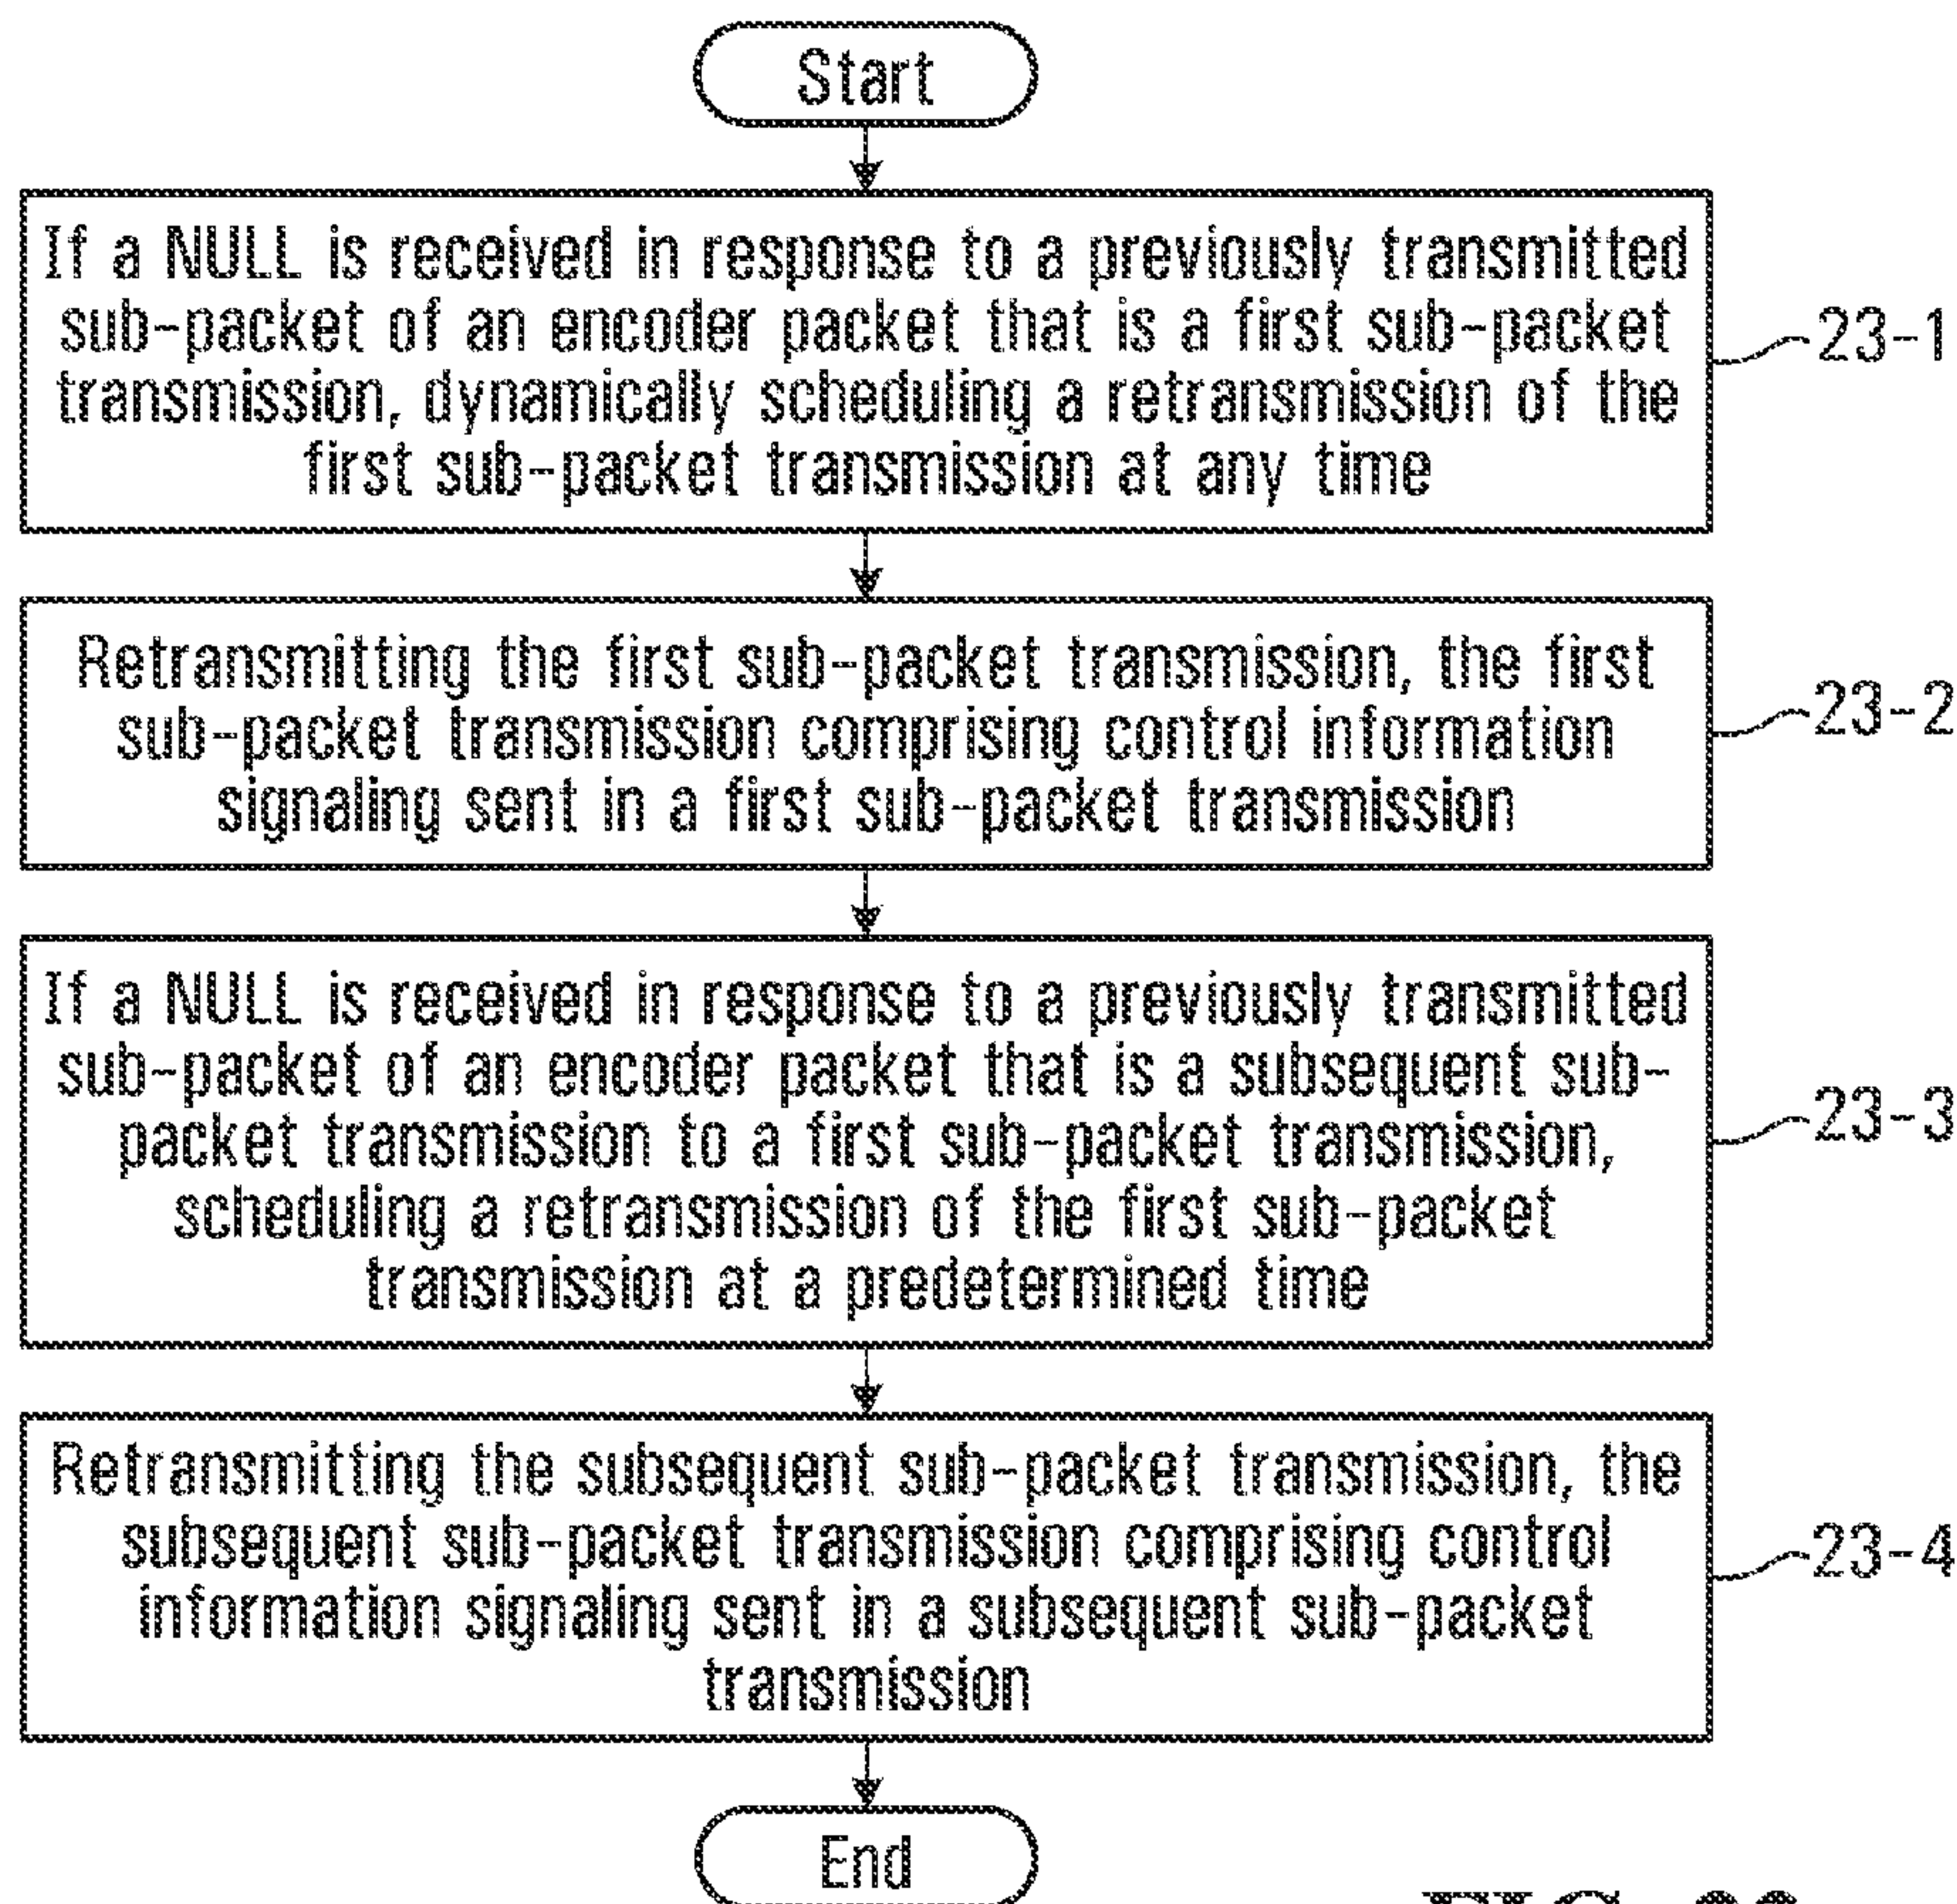 Start
If a NULL is received in response to a previously transmitted
sub-packet of an encoder packet that is a first sub-packet
transmission, dynamically scheduling a retransmission of the
first sub-packet transmission at any time
23-1
Retransmitting the first sub-packet transmission, the first
sub-packet transmission comprising control information
signaling sent in a first sub-packet transmission
23-2
If a NULL is received in response to a previously transmitted
sub-packet of an encoder packet that is a subsequent sub-
packet transmission to a first sub-packet transmission,
scheduling a retransmission of the first sub-packet
transmission at a predetermined time
23-3
Retransmitting the subsequent sub-packet transmission, the
subsequent sub-packet transmission comprising control
information signaling sent in a subsequent sub-packet
transmission
23-4
End